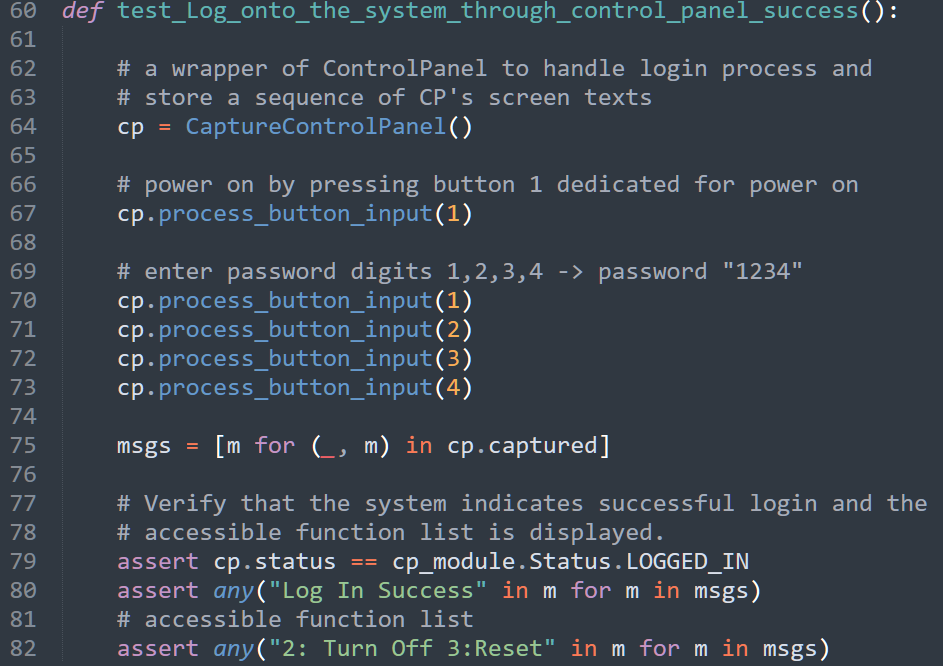 60 def test_Log_onto_the_system_through_control_panel_success():
61
62     # a wrapper of ControlPanel to handle login process and
63     # store a sequence of CP's screen texts
64     cp = CaptureControlPanel()
65
66     # power on by pressing button 1 dedicated for power on
67     cp.process_button_input(1)
68
69     # enter password digits 1,2,3,4 -> password "1234"
70     cp.process_button_input(1)
71     cp.process_button_input(2)
72     cp.process_button_input(3)
73     cp.process_button_input(4)
74
75     msgs = [m for (_, m) in cp.captured]
76
77     # Verify that the system indicates successful login and the
78     # accessible function list is displayed.
79     assert cp.status == cp_module.Status.LOGGED_IN
80     assert any("Log In Success" in m for m in msgs)
81     # accessible function list
82     assert any("2: Turn Off 3:Reset" in m for m in msgs)